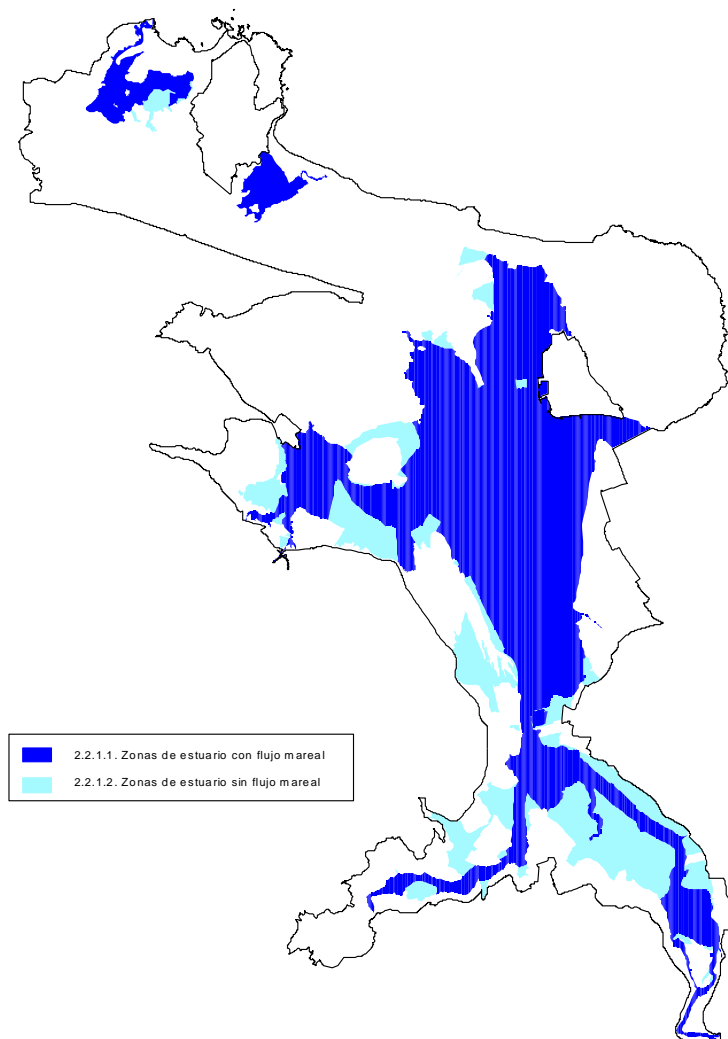 2.2.1.1. Zonas de estuario con flujo mareal
2.2.1.2. Zonas de estuario sin flujo mareal